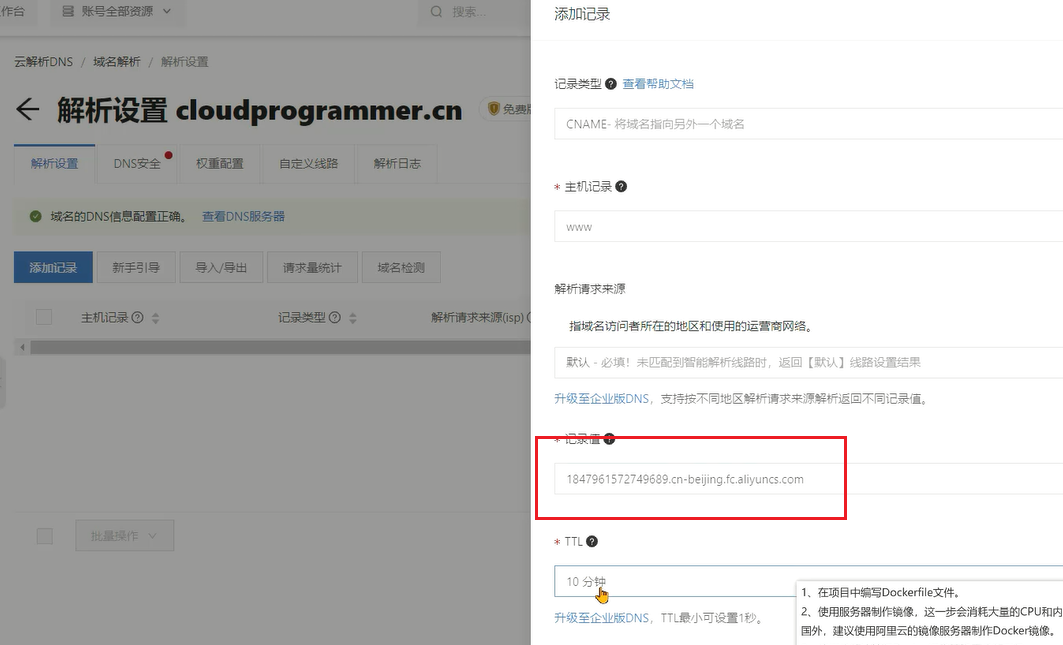 作台
账号全部资源
搜索...
云解析DNS / 域名解析 / 解析设置
解析设置 cloudprogrammer.cn
免费版
解析设置
DNS安全
权重配置
自定义线路
解析日志
域名的DNS信息配置正确。 查看DNS服务器
添加记录
新手引导
导入/导出
请求量统计
域名检测
主机记录
记录类型
解析请求来源(isp)
批量操作
添加记录
记录类型 查看帮助文档
CNAME- 将域名指向另外一个域名
* 主机记录
www
解析请求来源
指域名访问者所在的地区和使用的运营商网络。
默认 - 必填！未匹配到智能解析线路时，返回【默认】线路设置结果
升级至企业版DNS，支持按不同地区解析请求来源解析返回不同记录值。
* 记录值
1847961572749689.cn-beijing.fc.aliyuncs.com
* TTL
10 分钟
升级至企业版DNS，TTL最小可设置1秒。
1、在项目中编写Dockerfile文件。
2、使用服务器制作镜像，这一步会消耗大量的CPU和内
国外，建议使用阿里云的镜像服务器制作Docker镜像。